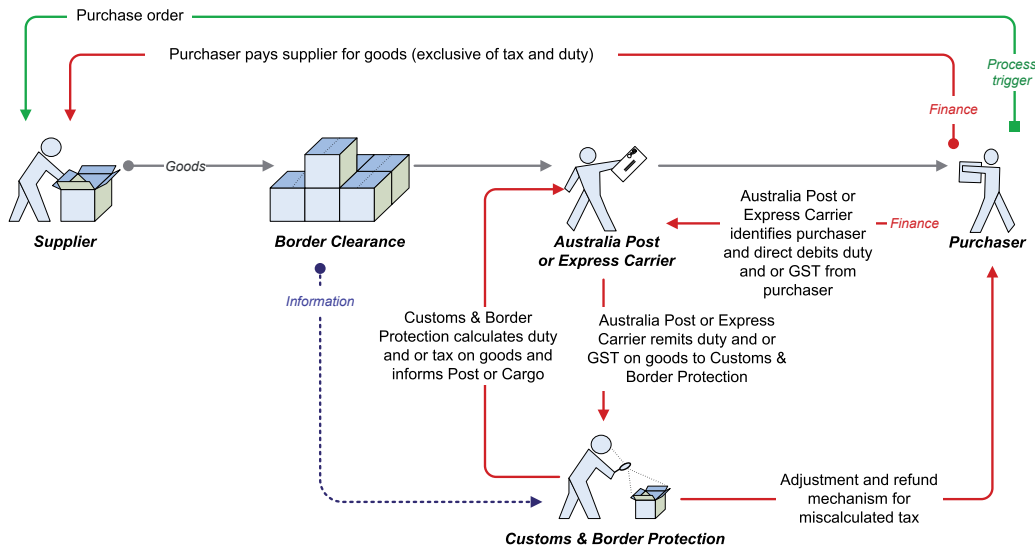 Purchase order
Purchaser pays supplier for goods (exclusive of tax and duty)
Process
trigger
Finance
Goods
Supplier
Border Clearance
Australia Post
or Express Carrier
Australia Post or
Express Carrier
identifies purchaser
and direct debits duty
and or GST from
purchaser
Finance
Purchaser
Information
Customs & Border
Protection calculates duty
and or tax on goods and
informs Post or Cargo
Australia Post or Express
Carrier remits duty and or
GST on goods to Customs &
Border Protection
Adjustment and refund
mechanism for
miscalculated tax
Customs & Border Protection